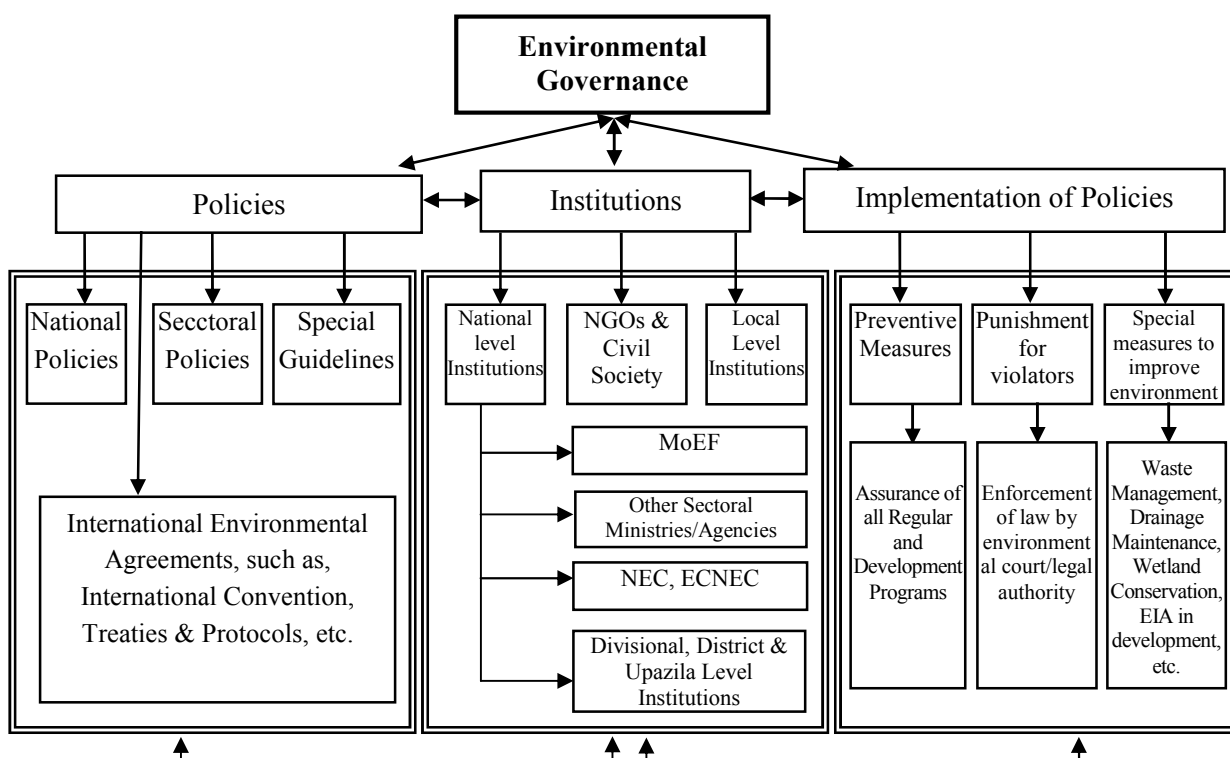 Environmental
Governance
Policies
Institutions
Implementation of Policies
National
Policies
Secctoral
Policies
Special
Guidelines
International Environmental
Agreements, such as,
International Convention,
Treaties & Protocols, etc.
National
level
Institutions
NGOs &
Civil
Society
Local
Level
Institutions
MoEF
Other Sectoral
Ministries/Agencies
NEC, ECNEC
Divisional, District &
Upazila Level
Institutions
Preventive
Measures
Punishment
for
violators
Special
measures to
improve
environment
Assurance of
all Regular
and
Development
Programs
Enforcement
of law by
environment
al court/legal
authority
Waste
Management,
Drainage
Maintenance,
Wetland
Conservation,
EIA in
development,
etc.